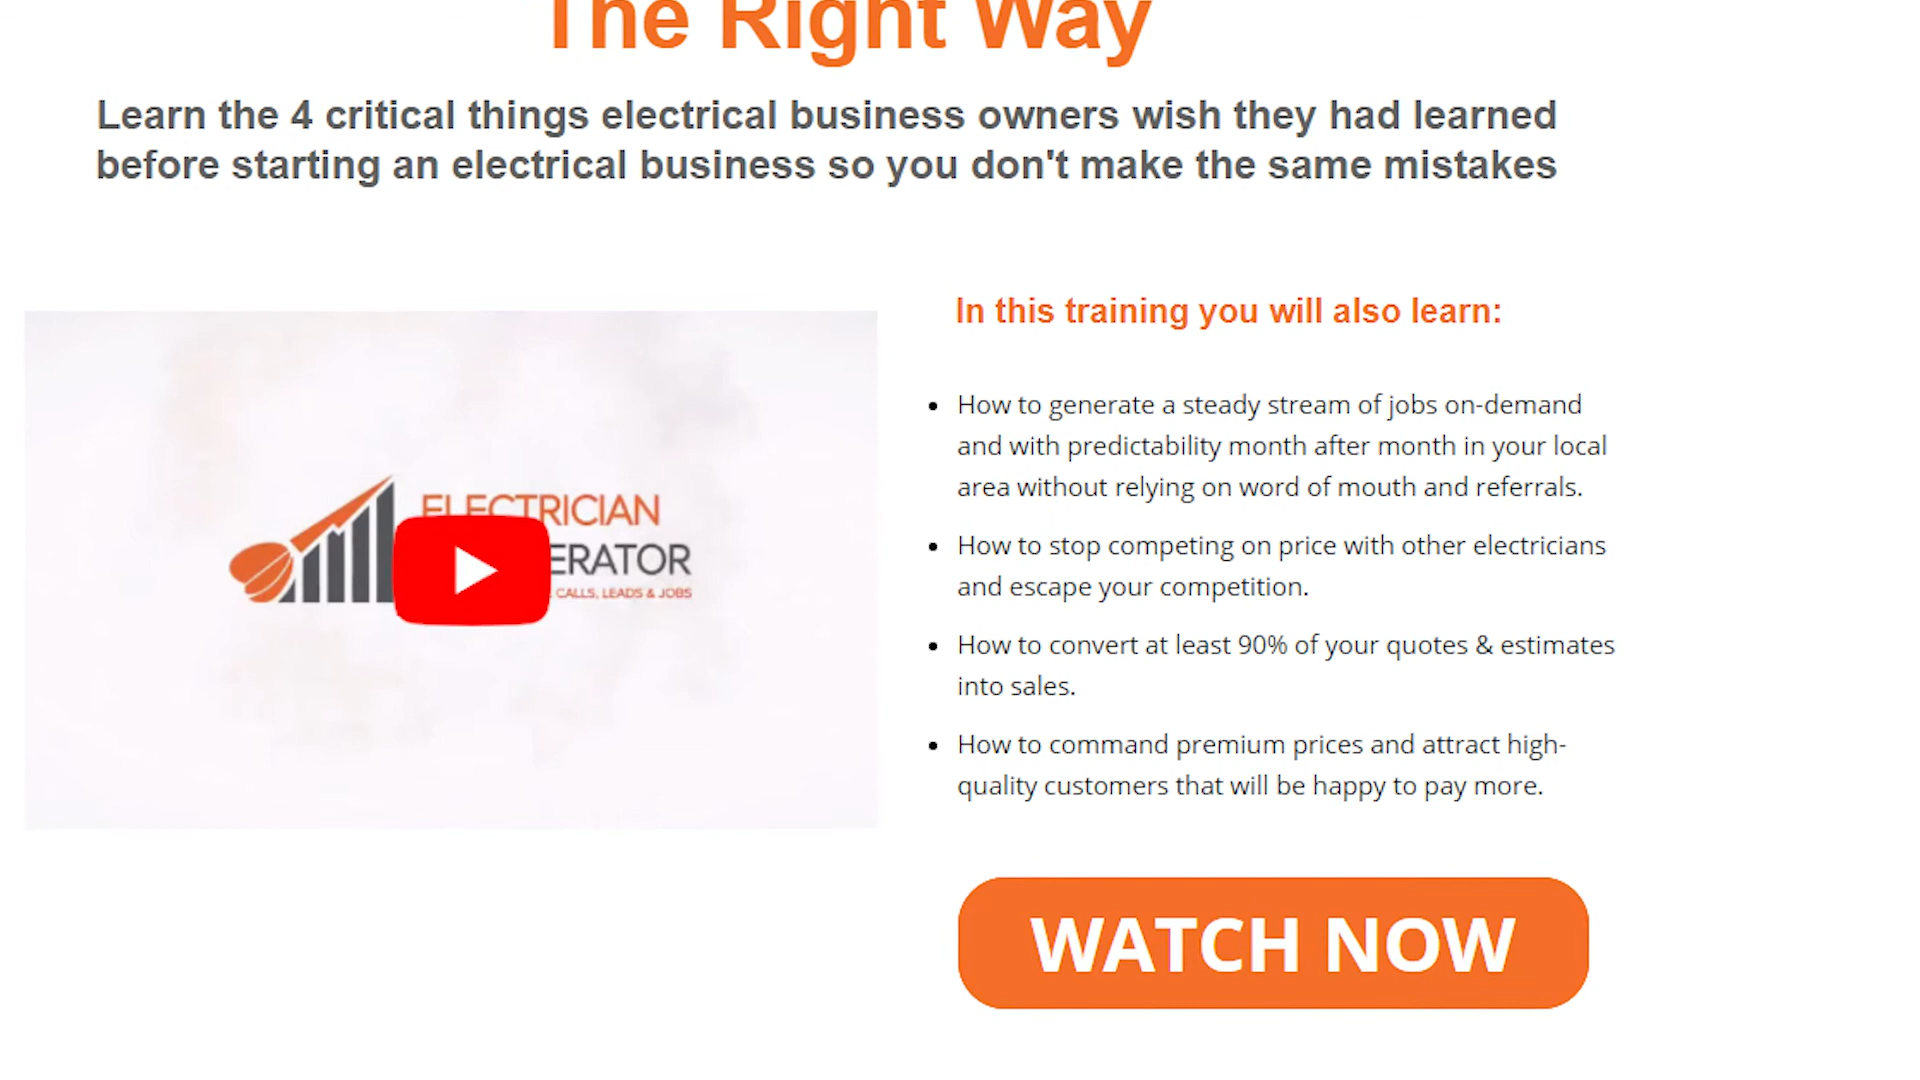 The Right Way
Learn the 4 critical things electrical business owners wish they had learned
before starting an electrical business so you don't make the same mistakes
In this training you will also learn:
How to generate a steady stream of jobs on-demand
and with predictability month after month in your local
area without relying on word of mouth and referrals.
How to stop competing on price with other electricians
and escape your competition.
How to convert at least 90% of your quotes & estimates
into sales.
How to command premium prices and attract high-
quality customers that will be happy to pay more.
ELECTRICIAN
ERATOR
CALLS, LEADS & JOBS
WATCH NOW